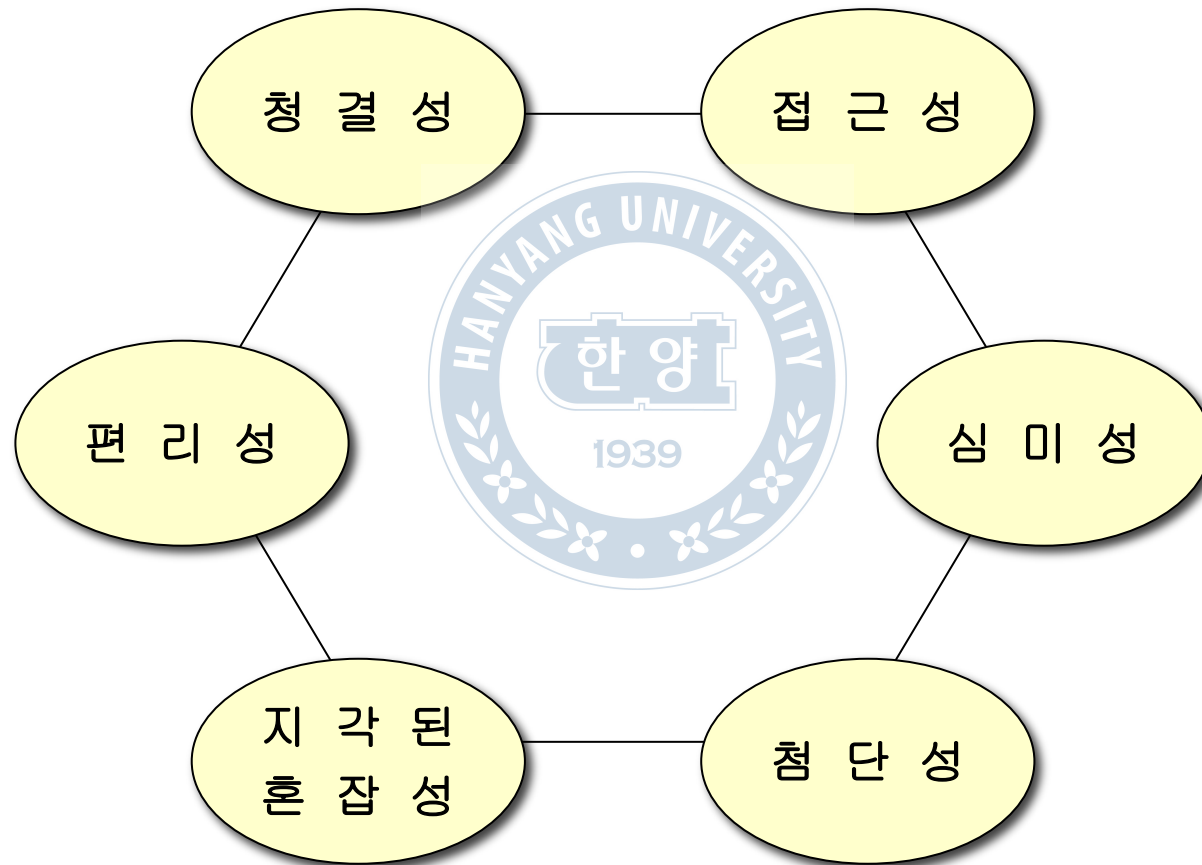 청 결 성
접 근 성
HANYANG UNIVERSITY
한양
1939
편 리 성
심 미 성
지 각 된
혼 잡 성
첨 단 성